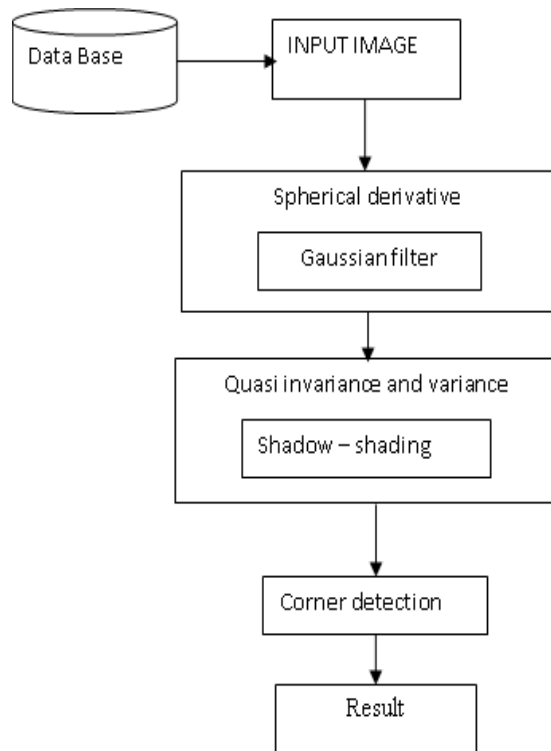 Data Base
INPUT IMAGE
Spherical derivative
Gaussian filter
Quasi invariance and variance
Shadow – shading
Corner detection
Result